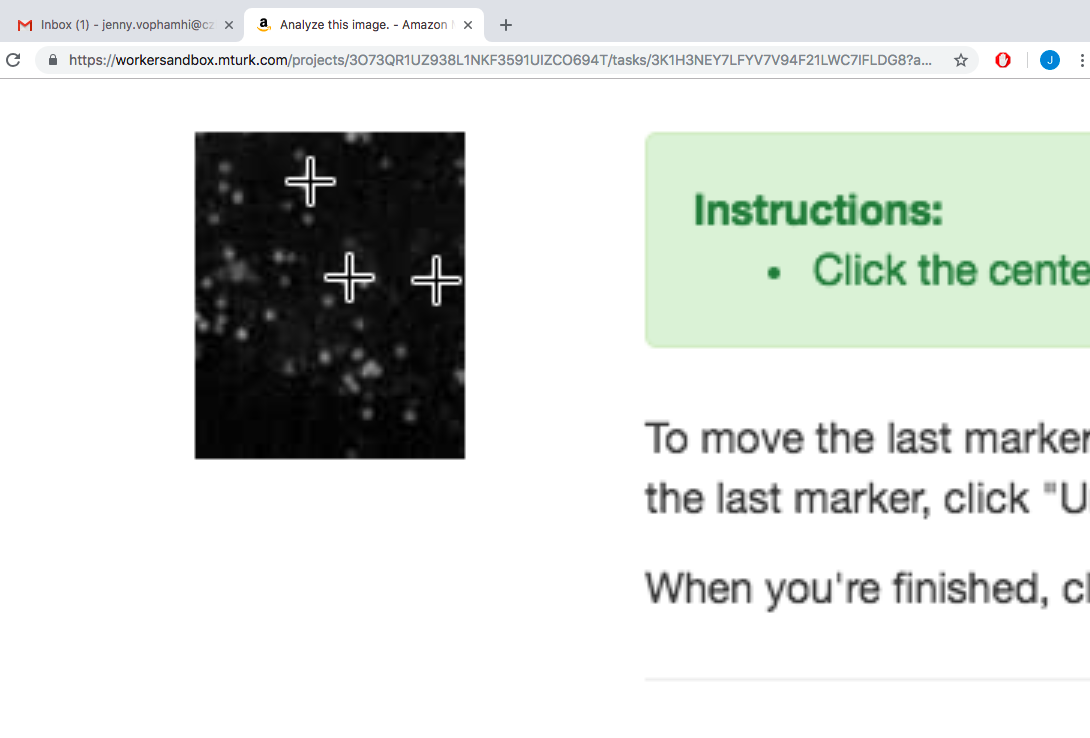 Inbox (1) - jenny.vophamhi@cz
Analyze this image. - Amazon
https://workersandbox.mturk.com/projects/3O73QR1UZ938L1NKF3591UIZCO694T/tasks/3K1H3NEY7LFYV7V94F21LWC7IFLDG8?a...
J
Instructions:
• Click the cente
To move the last marker
the last marker, click "U
When you're finished, cl